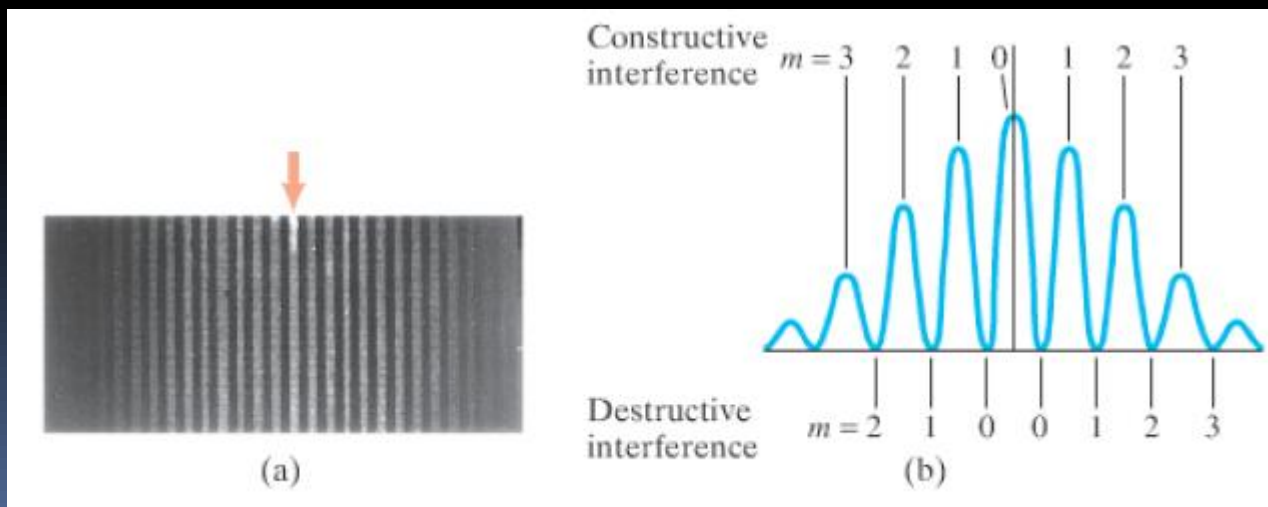 Constructive
interference
m = 3 2 1 0 1 2 3
Destructive
interference
m = 2 1 0 0 1 2 3
(a)
(b)